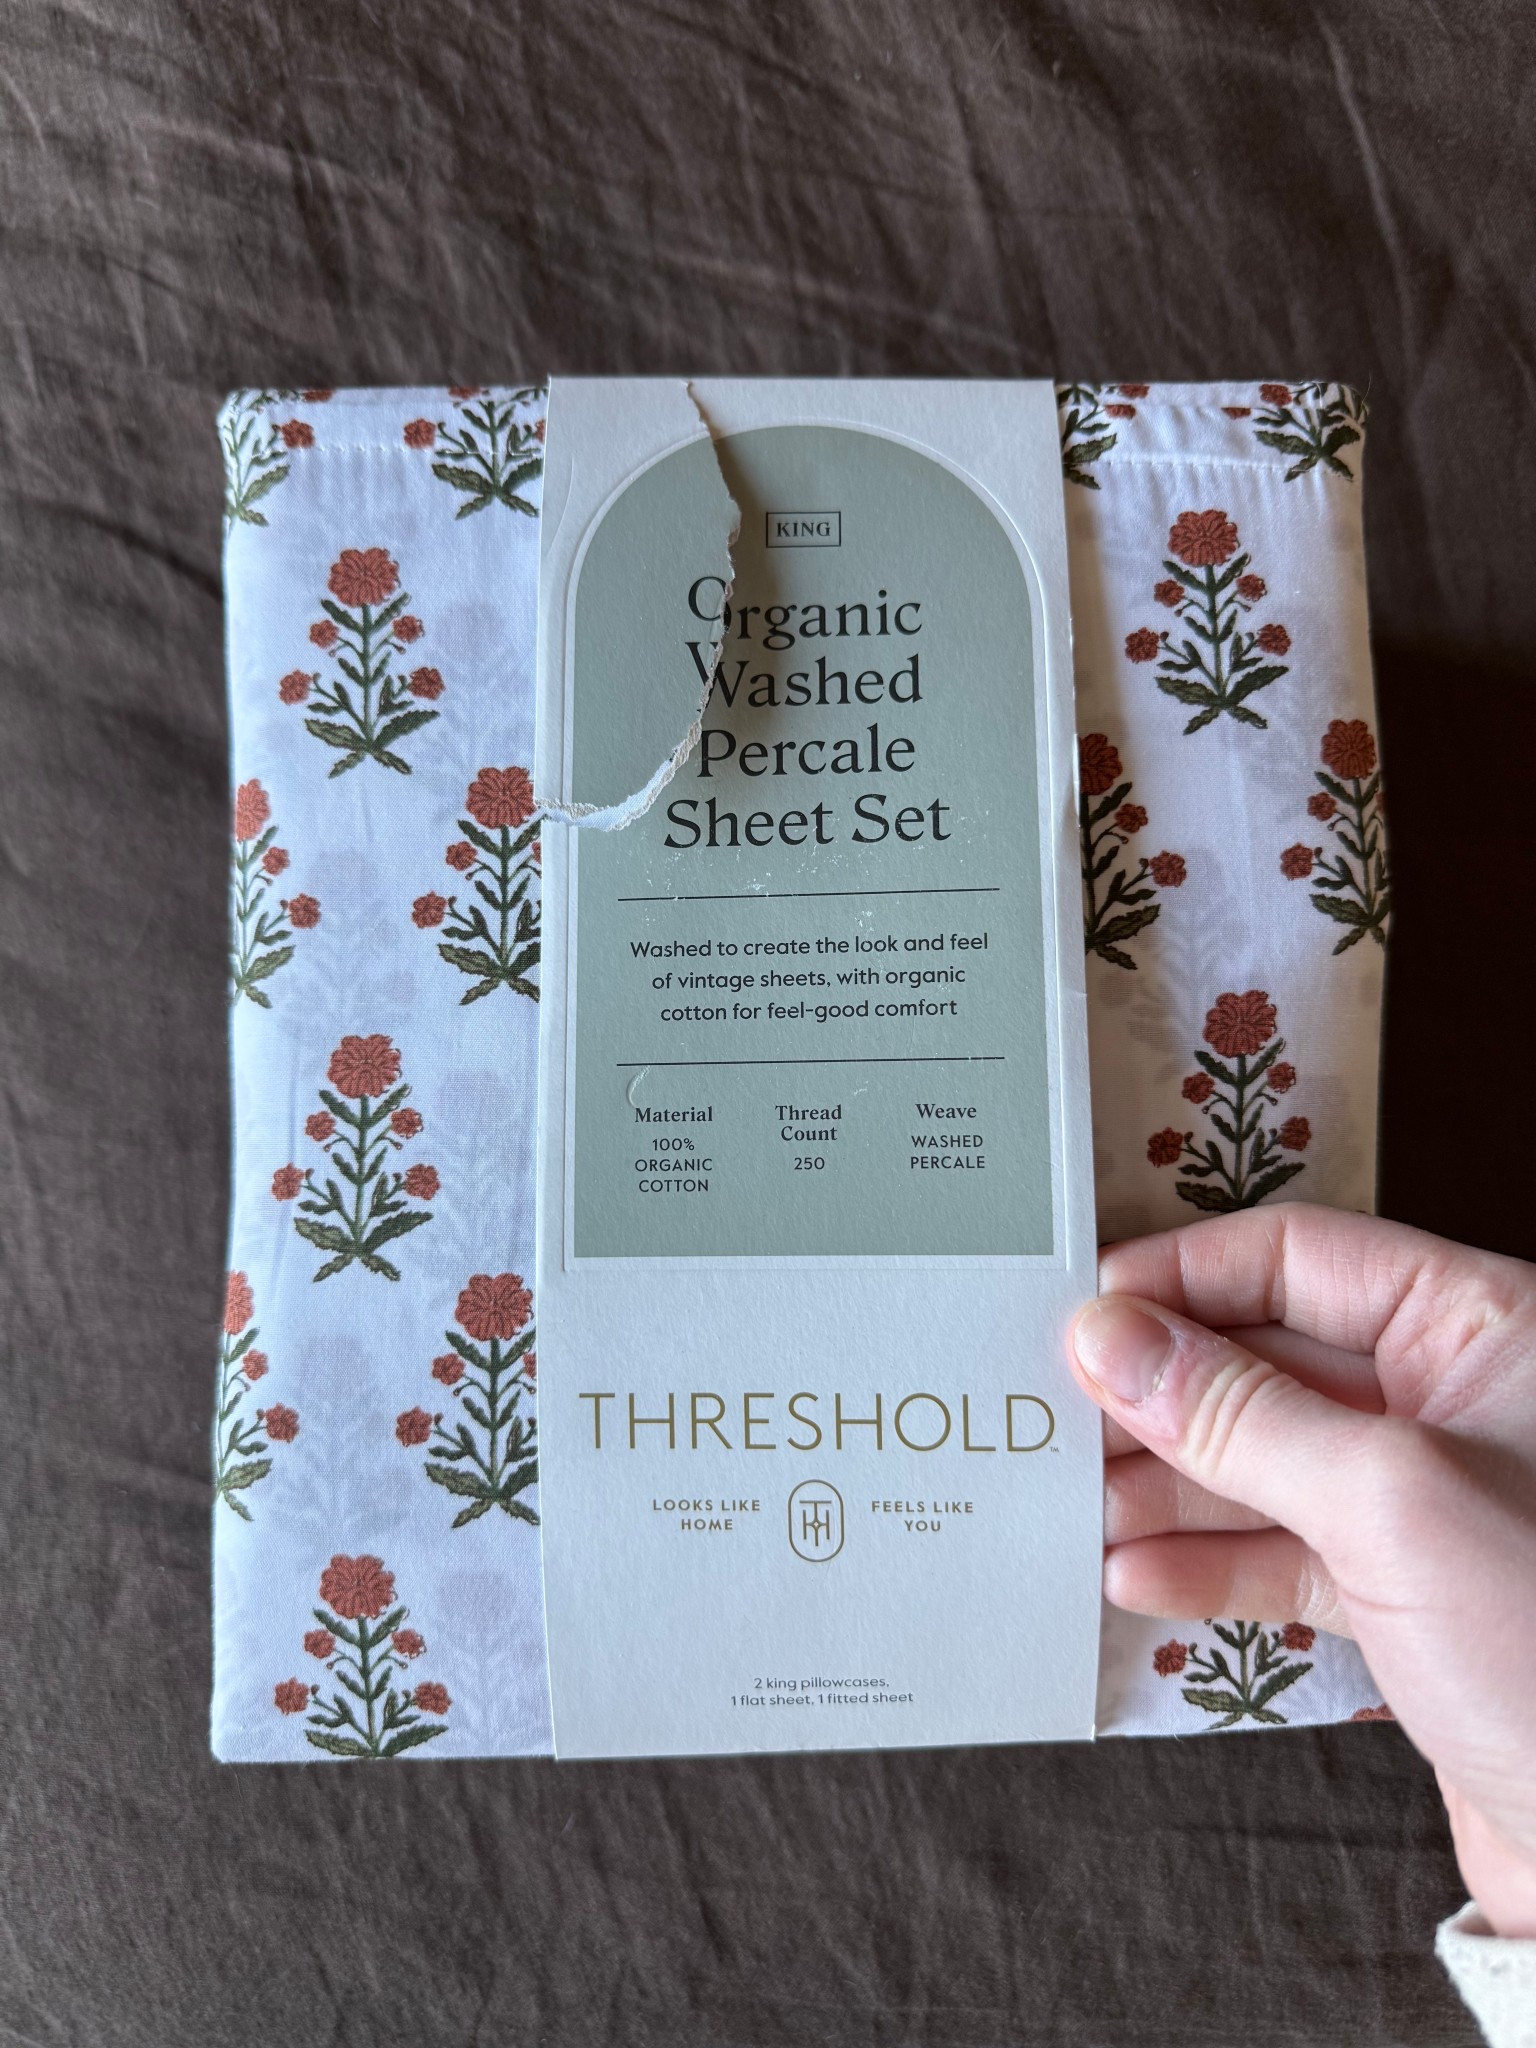 KING
Organic
Washed
Percale
Sheet Set
Washed to create the look and feel
of vintage sheets, with organic
cotton for feel-good comfort
Material
100%
ORGANIC
COTTON
Thread
Count
250
Weave
WASHED
PERCALE
THRESHOLD™
LOOKS LIKE
HOME
TH
FEELS LIKE
YOU
2 king pillowcases,
1 flat sheet, 1 fitted sheet